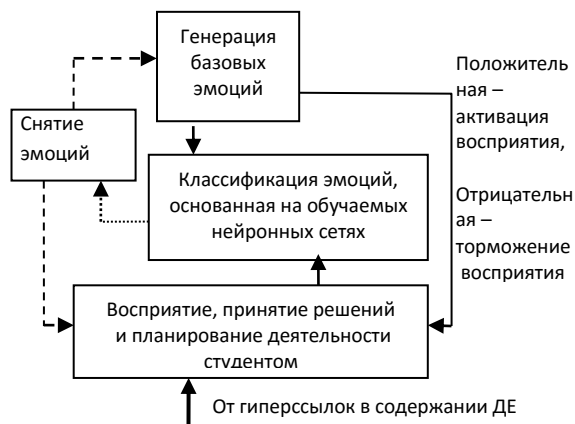 Генерация
базовых
эмоций
Положитель
ная –
активация
восприятия,
Отрицательн
ая –
торможение
восприятия
Снятие
эмоций
Классификация эмоций,
основанная на обучаемых
нейронных сетях
Восприятие, принятие решений
и планирование деятельности
студентом
От гиперссылок в содержании ДЕ